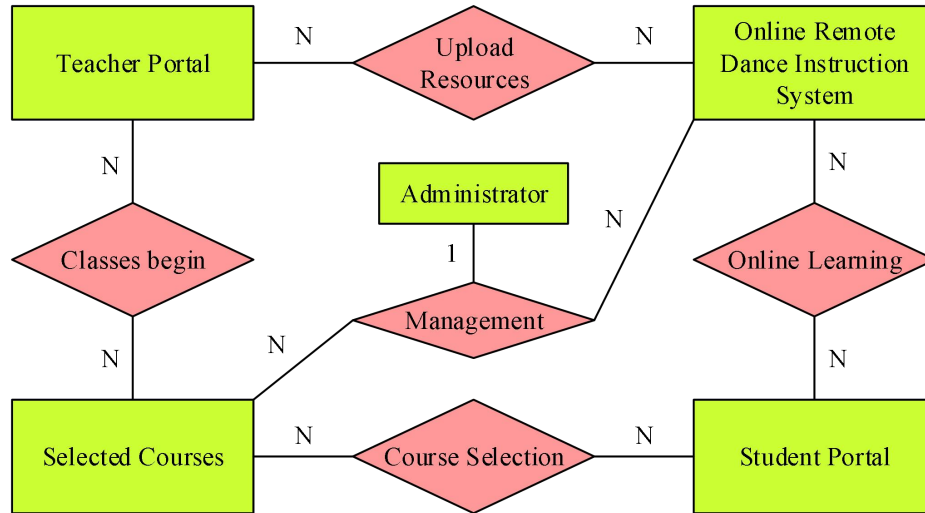 Teacher Portal
N
Upload
Resources
N
Online Remote
Dance Instruction
System
N
Administrator
N
N
Classes begin
1
Online Learning
Management
N
N
N
Selected Courses
N
Course Selection
N
Student Portal